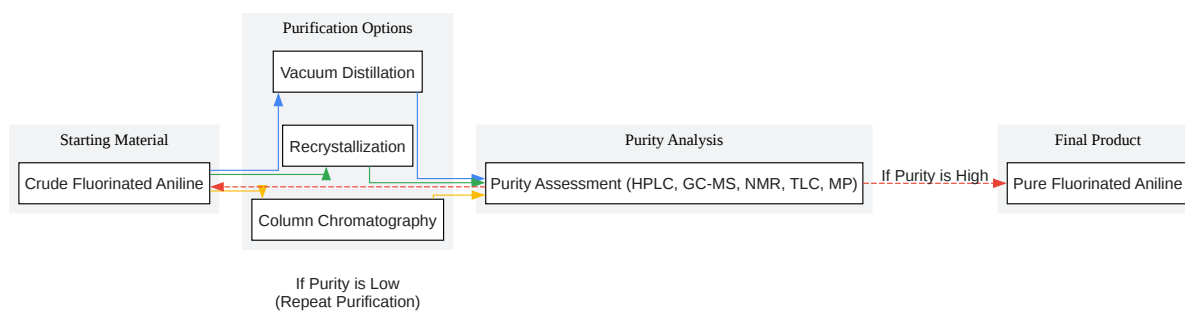 Purification Options
Vacuum Distillation
Starting Material
Recrystallization
Purity Analysis
Final Product
Crude Fluorinated Aniline
Purity Assessment (HPLC, GC-MS, NMR, TLC, MP)
If Purity is High
Pure Fluorinated Aniline
Column Chromatography
If Purity is Low
(Repeat Purification)